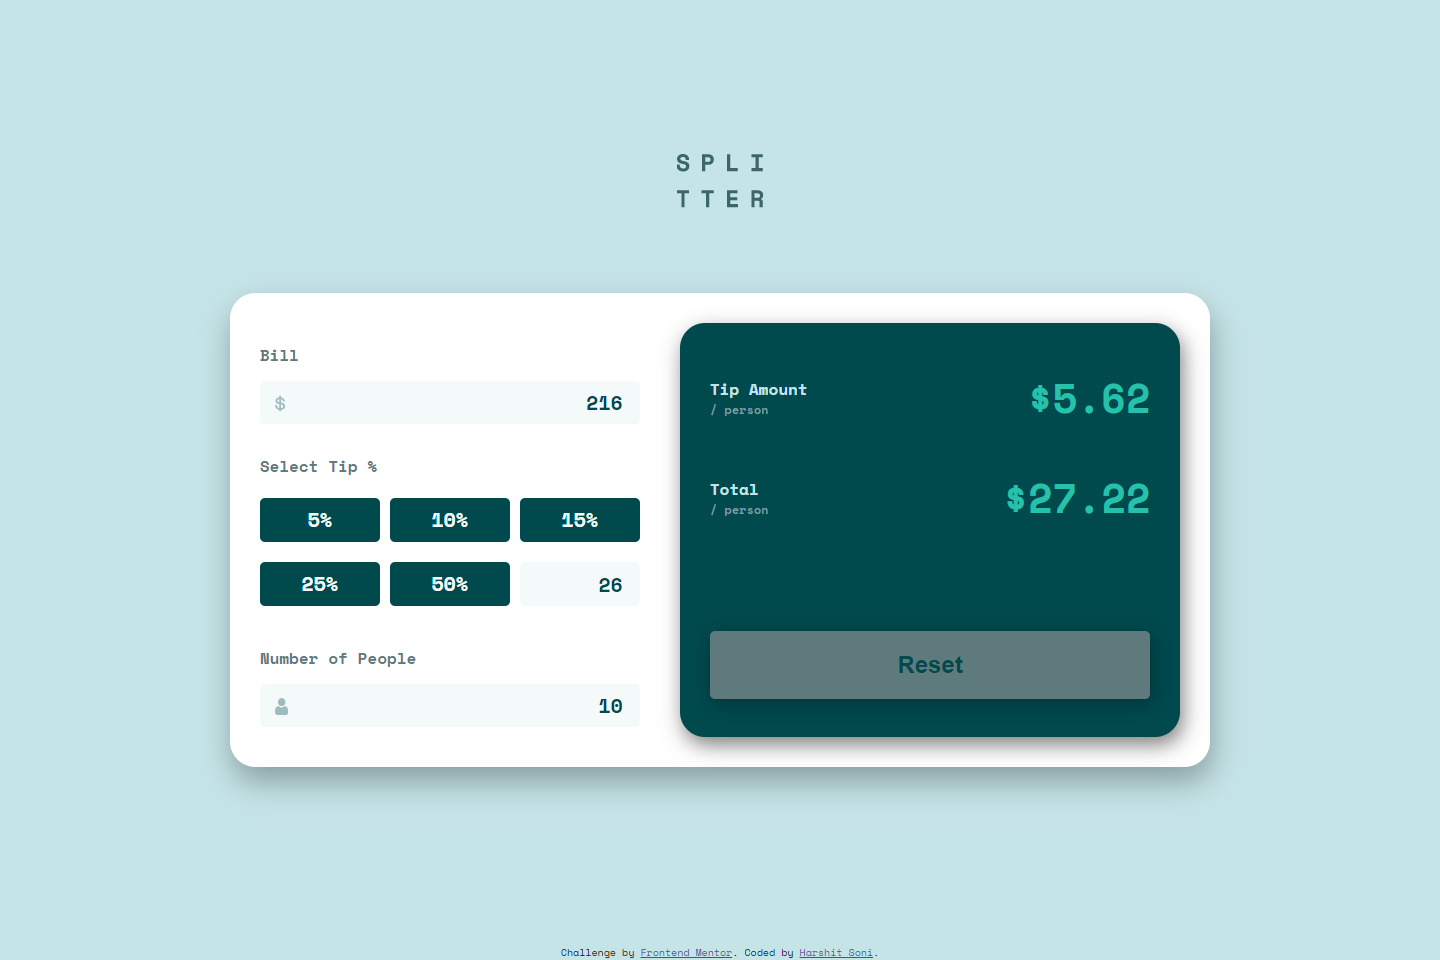 SPLI
TTER
Bill
$ 216
Select Tip %
5% 10% 15%
25% 50% 26
Number of People
10
Tip Amount
/ person
$5.62
Total
/ person
$27.22
Reset
Challenge by Frontend Mentor. Coded by Harshit Soni.